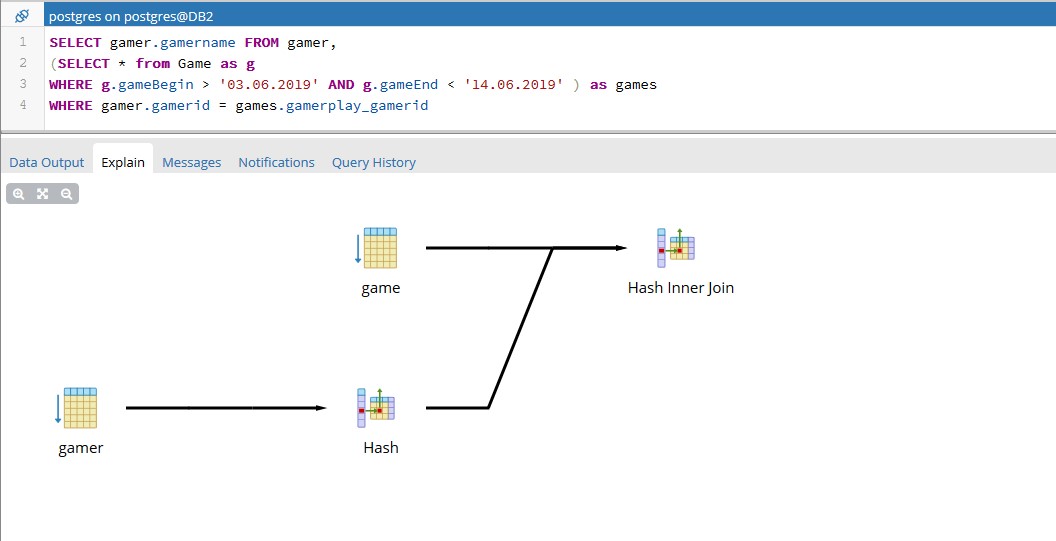 postgres on postgres@DB2
1 SELECT gamer.gamername FROM gamer,
2 (SELECT * from Game as g
3 WHERE g.gameBegin > '03.06.2019' AND g.gameEnd < '14.06.2019' ) as games
4 WHERE gamer.gamerid = games.gamerplay_gamerid
Data Output Explain Messages Notifications Query History
game Hash Inner Join
gamer Hash